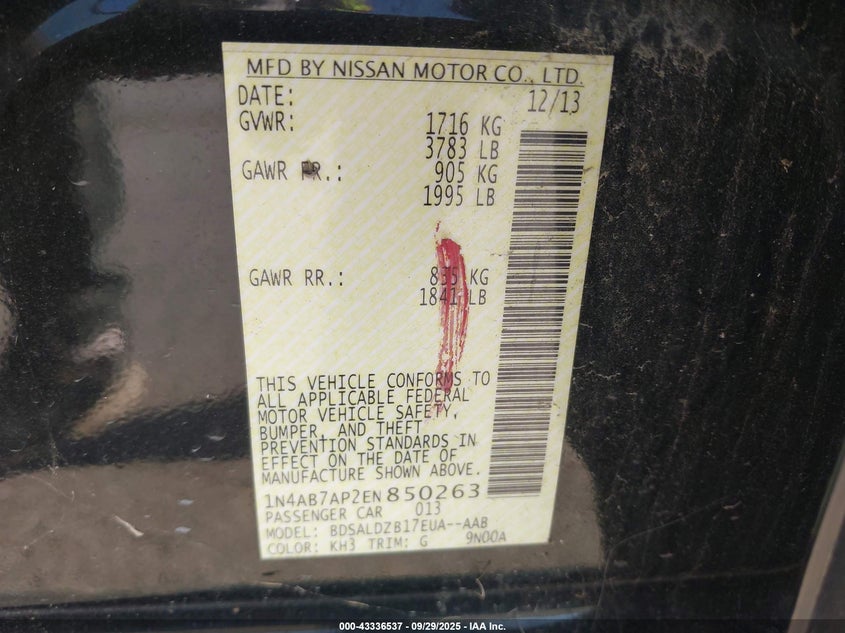 MFD BY NISSAN MOTOR CO., LTD.
DATE: 12/13
GVWR: 1716 KG
3783 LB
GAWR FR.: 905 KG
1995 LB
GAWR RR.: 835 KG
1841 LB
THIS VEHICLE CONFORMS TO
ALL APPLICABLE FEDERAL
MOTOR VEHICLE SAFETY,
BUMPER, AND THEFT
PREVENTION STANDARDS IN
EFFECT ON THE DATE OF
MANUFACTURE SHOWN ABOVE.
1N4AB7AP2EN850263
PASSENGER CAR 013
MODEL: BDSALDZB17EUA--AAB
COLOR: KH3 TRIM: G 9N00A
000-43336537 - 09/29/2025 - IAA Inc.